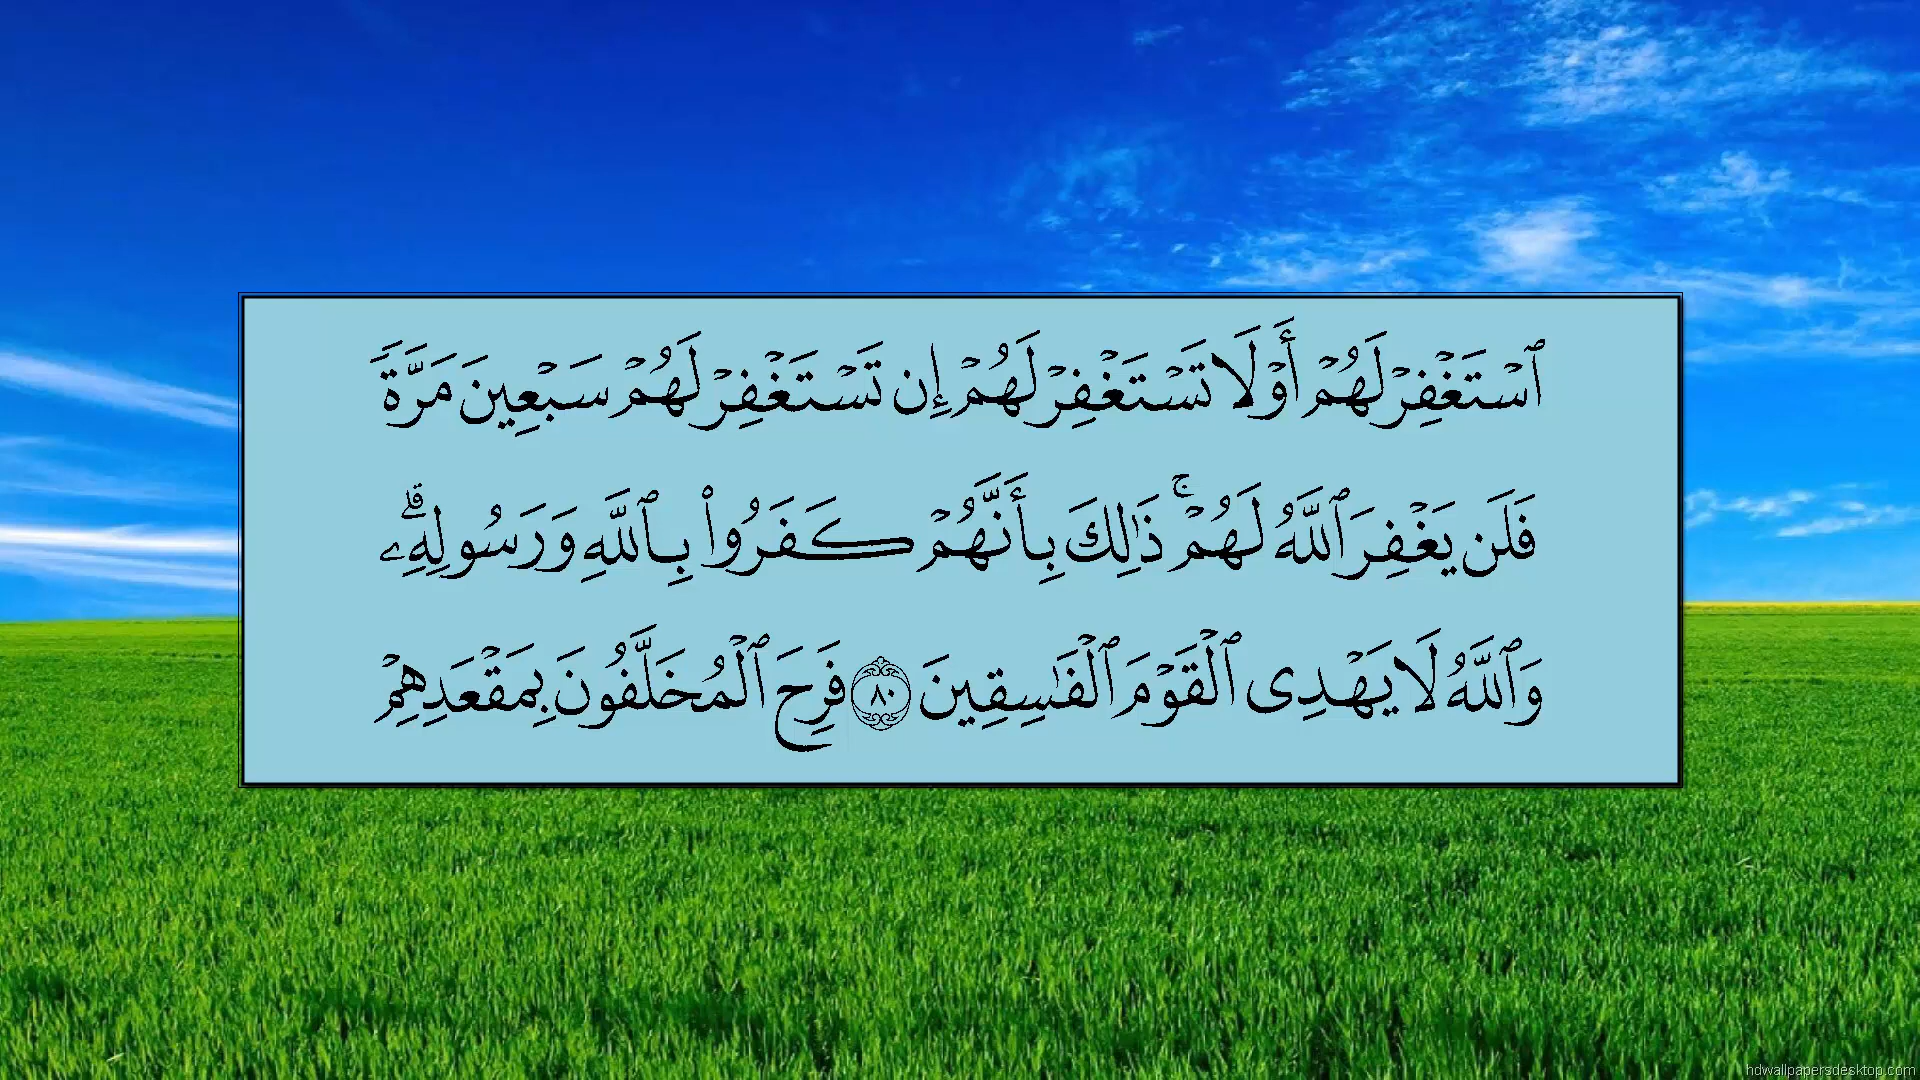 ٱسۡتَغۡفِرۡ لَهُمۡ أَوۡ لَا تَسۡتَغۡفِرۡ لَهُمۡ إِن تَسۡتَغۡفِرۡ لَهُمۡ سَبۡعِينَ مَرَّةٗ
فَلَن يَغۡفِرَ ٱللَّهُ لَهُمۡۚ ذَٰلِكَ بِأَنَّهُمۡ كَفَرُواْ بِٱللَّهِ وَرَسُولِهِۦۗ
وَٱللَّهُ لَا يَهۡدِي ٱلۡقَوۡمَ ٱلۡفَٰسِقِينَ ٨٠ فَرِحَ ٱلۡمُخَلَّفُونَ بِمَقۡعَدِهِمۡ
hdwallpapersdesktop.com